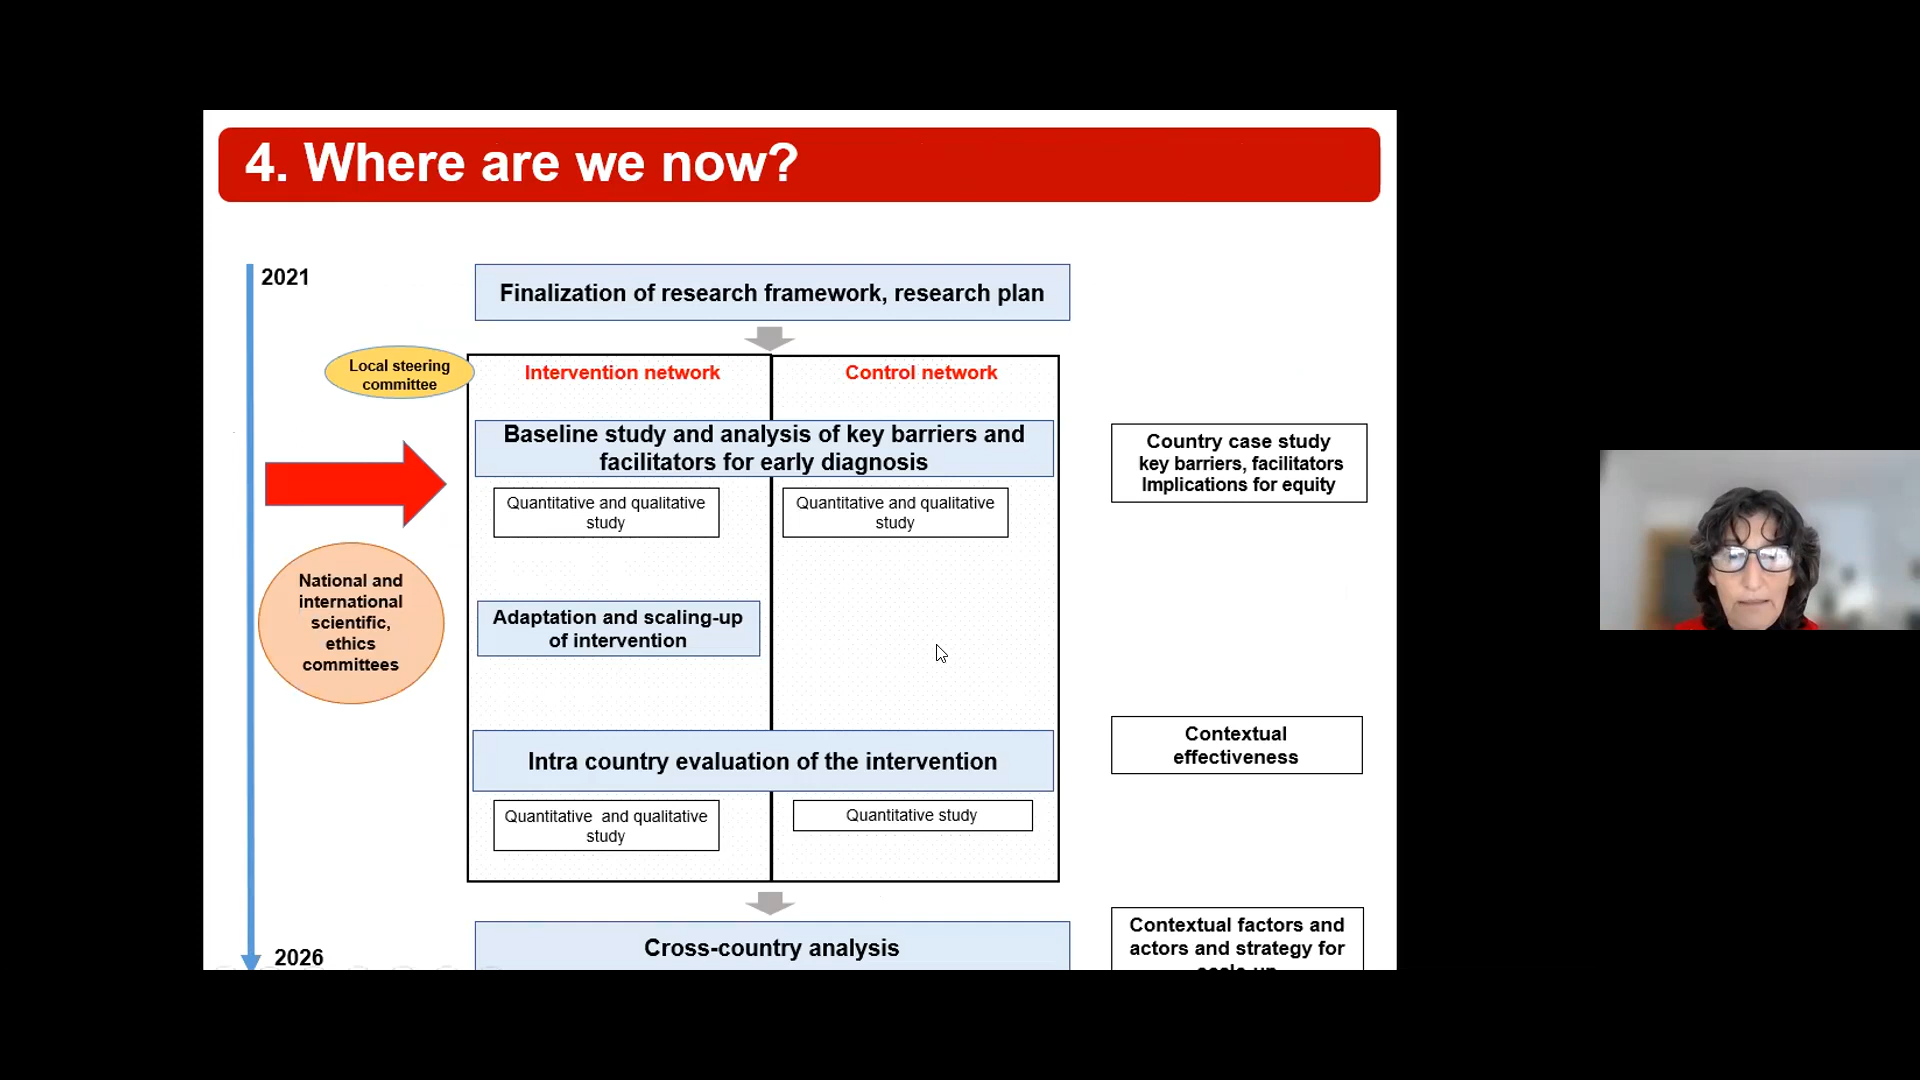 4. Where are we now?
2021
Finalization of research framework, research plan
Local steering
committee
Intervention network
Control network
Baseline study and analysis of key barriers and
facilitators for early diagnosis
Country case study
key barriers, facilitators
Implications for equity
Quantitative and qualitative
study
Quantitative and qualitative
study
National and
international
scientific,
ethics
committees
Adaptation and scaling-up
of intervention
Intra country evaluation of the intervention
Contextual
effectiveness
Quantitative and qualitative
study
Quantitative study
Cross-country analysis
Contextual factors and
actors and strategy for
scale-up
2026